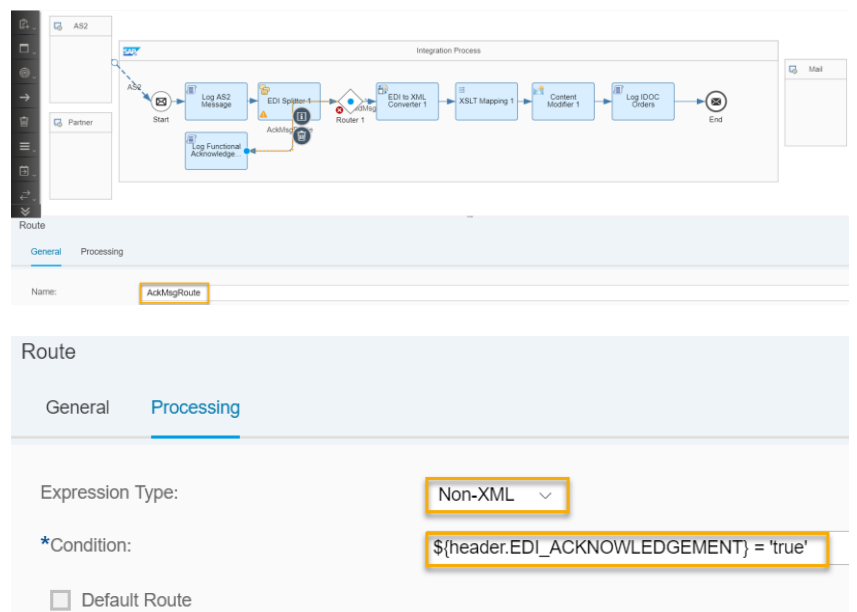 AS2
SAP
Integration Process
Mail
AS2
Log AS2
Message
EDI Splitter 1
EDI to XML
Converter 1
XSLT Mapping 1
Content
Modifier 1
Log IDOC
Orders
Start
Router 1
End
Partner
Log Functional
Acknowledge...
Route
General Processing
Name: AckMsgRoute
Route
General Processing
Expression Type: Non-XML
*Condition: ${header.EDI_ACKNOWLEDGEMENT} = 'true'
Default Route